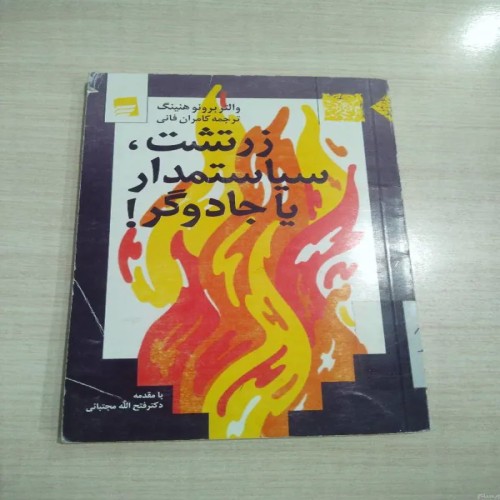 والتر برونو هنینگ
ترجمه کامران فانی
زرتشت،
سیاستمدار
یا جادوگر!
با مقدمه
دکتر فتح الله مجتبائی